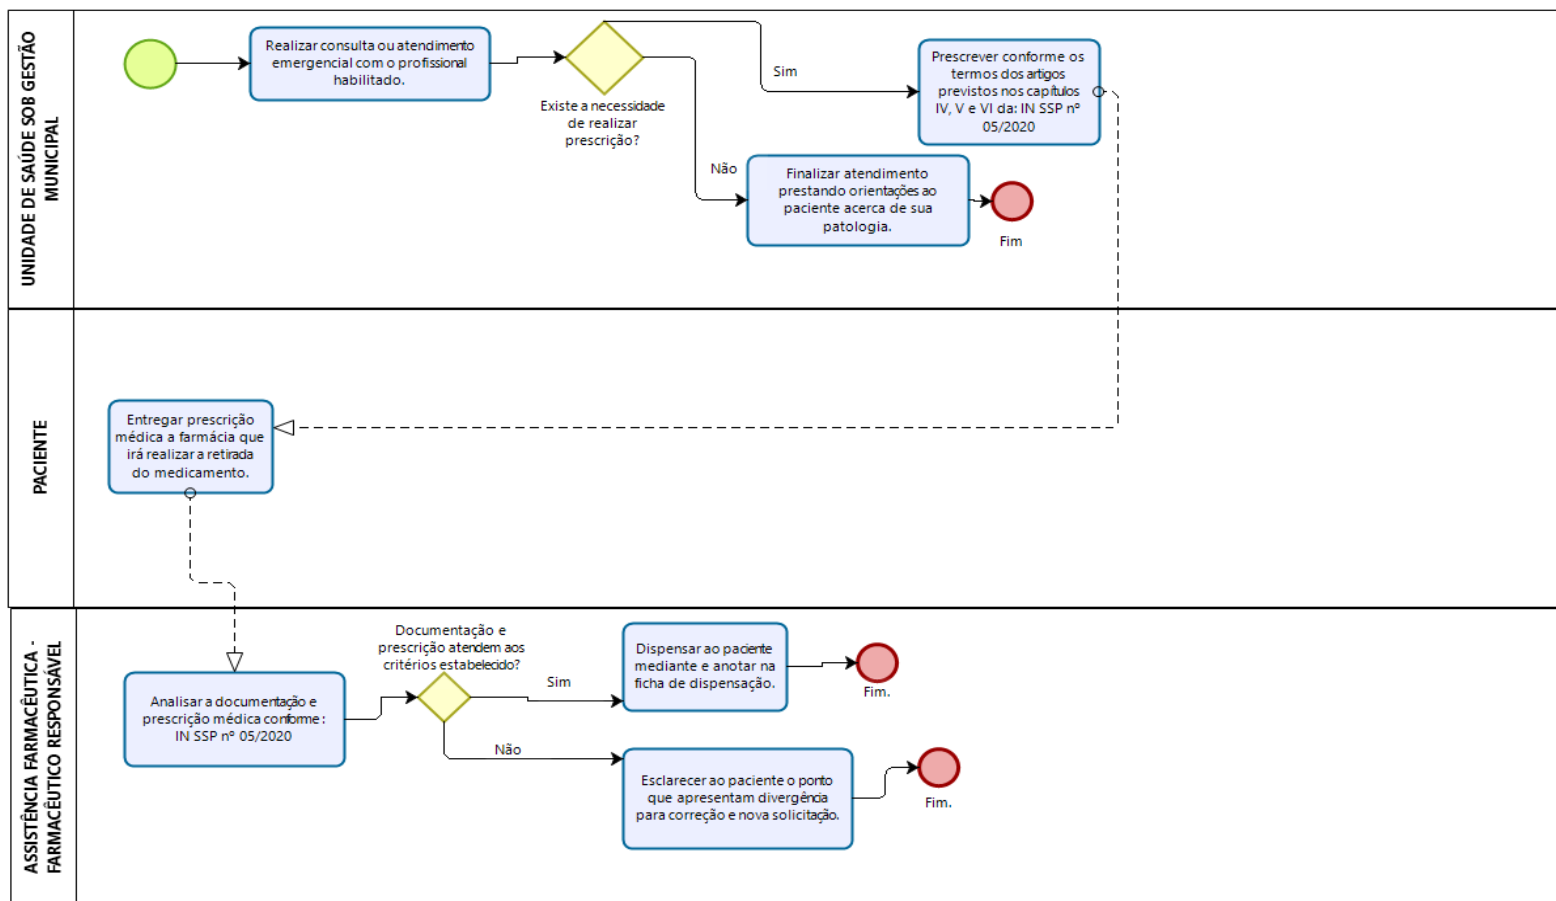 UNIDADE DE SAÚDE SOB GESTÃO
MUNICIPAL
Realizar consulta ou atendimento
emergencial com o profissional
habilitado.
Existe a necessidade
de realizar
prescrição?
Sim
Prescrever conforme os
termos dos artigos
previstos nos capítulos
IV, V e VI da: IN SSP nº
05/2020
Não
Finalizar atendimento
prestando orientações ao
paciente acerca de sua
patologia.
Fim
PACIENTE
Entregar prescrição
médica a farmácia que
irá realizar a retirada
do medicamento.
ASSISTÊNCIA FARMACÊUTICA -
FARMACÊUTICO RESPONSÁVEL
Analisar a documentação e
prescrição médica conforme:
IN SSP nº 05/2020
Documentação e
prescrição atendem aos
critérios estabelecido?
Sim
Dispensar ao paciente
mediante e anotar na
ficha de dispensação.
Fim.
Não
Esclarecer ao paciente o ponto
que apresentam divergência
para correção e nova solicitação.
Fim.